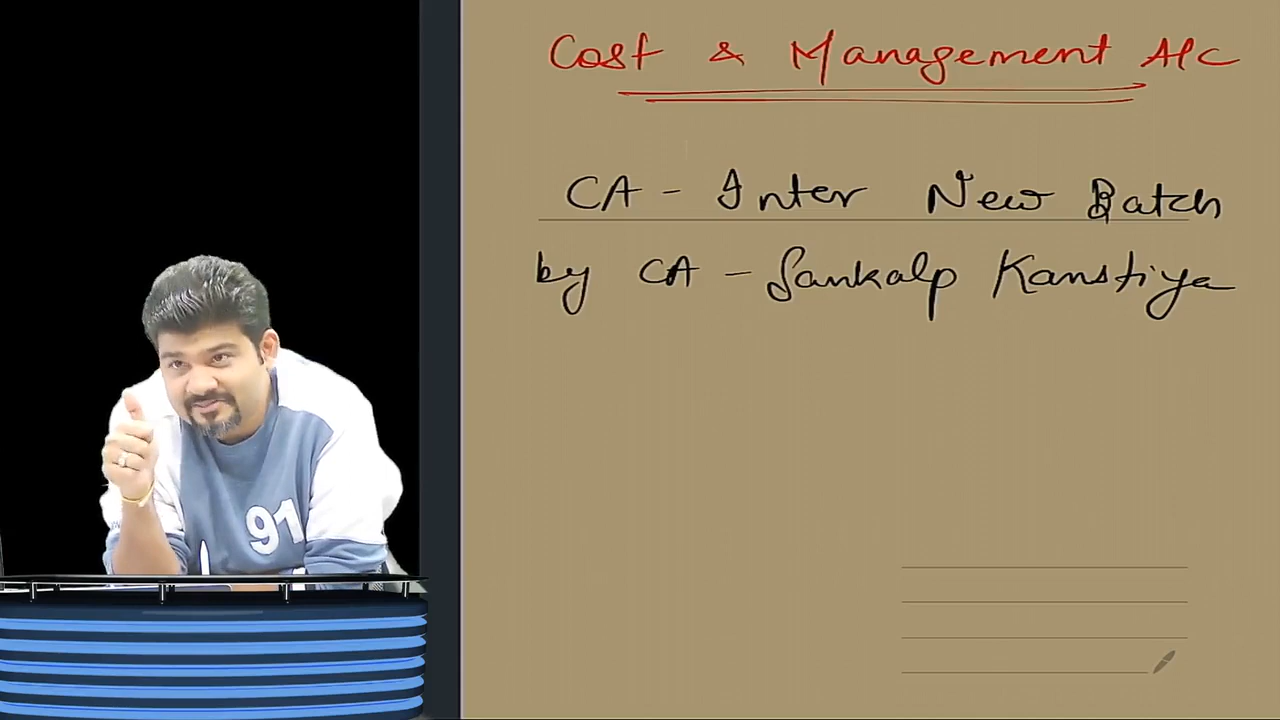 Cost & Management A/c
CA - Inter New Batch
by CA - Sankalp Kanstiya
91